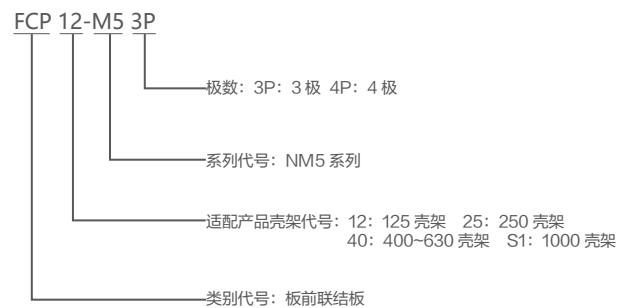 FCP 12-M5 3P
极数：3P：3 极 4P：4 极
系列代号：NM5 系列
适配产品壳架代号：12：125 壳架 25：250 壳架
40：400~630 壳架 S1：1000 壳架
类别代号：板前联结板